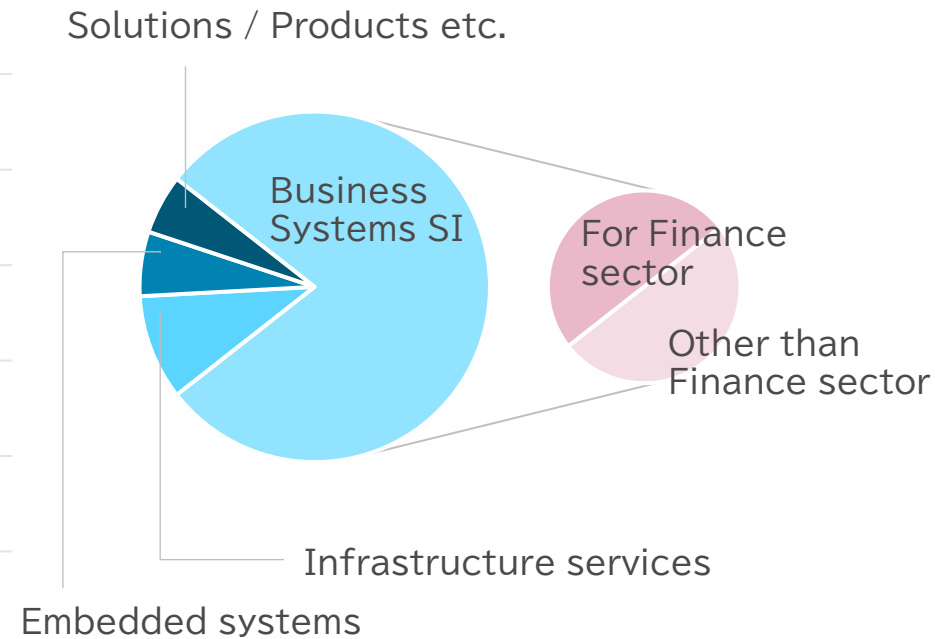 Solutions / Products etc.
Business
Systems SI
For Finance
sector
Other than
Finance sector
Infrastructure services
Embedded systems